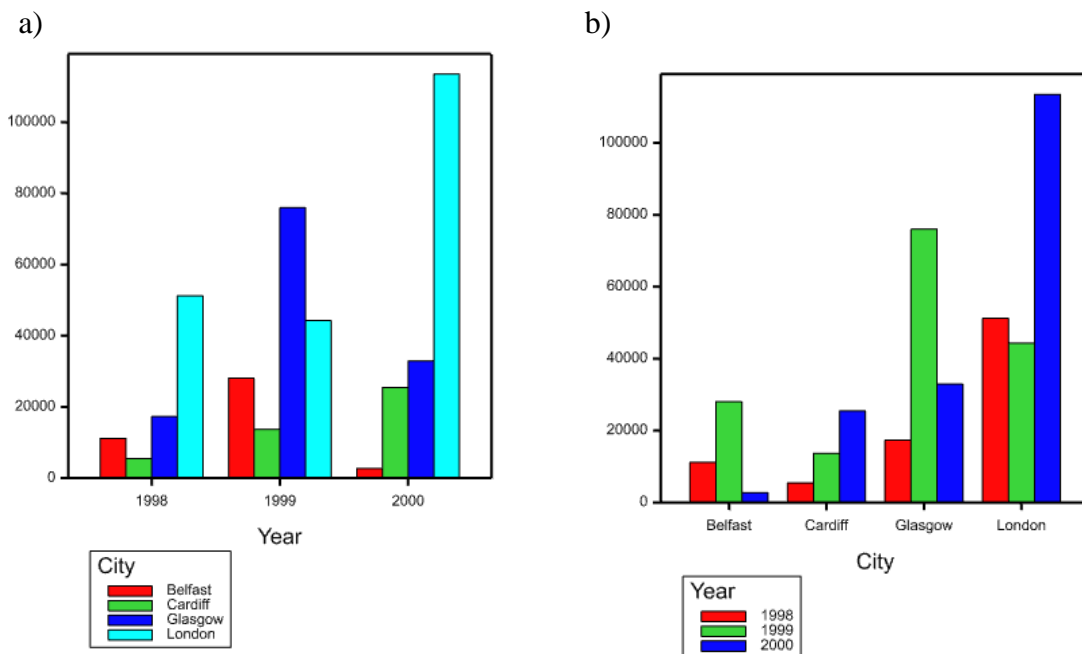 a)
100000
80000
60000
40000
20000
0
1998 1999 2000
Year
City
Belfast
Cardiff
Glasgow
London
b)
100000
80000
60000
40000
20000
0
Belfast Cardiff Glasgow London
City
Year
1998
1999
2000